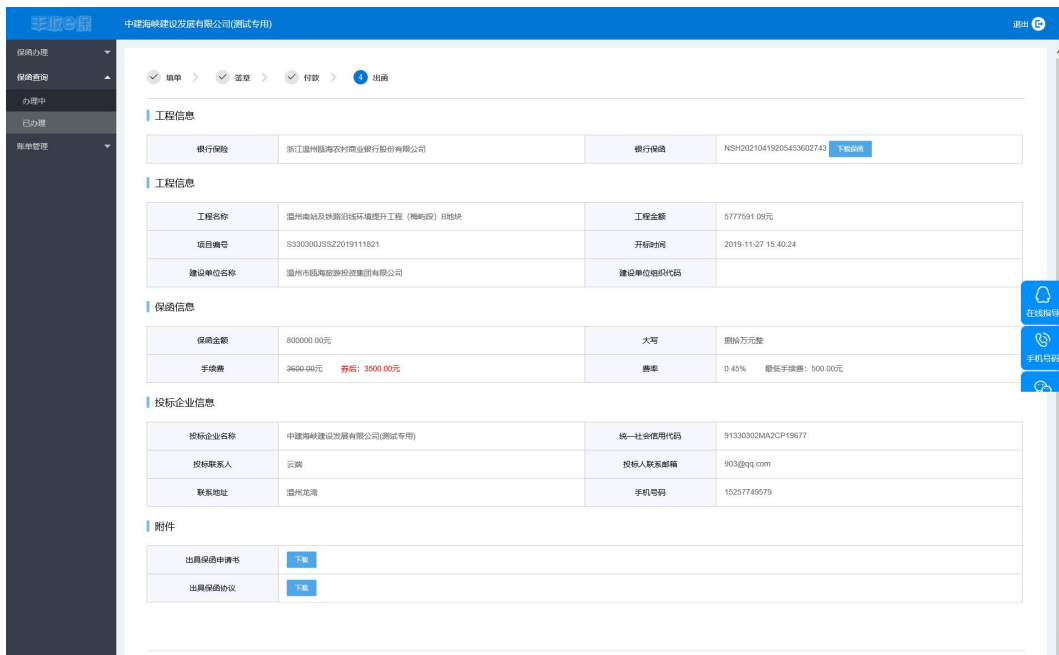 丰收e保
中建海峡建设发展有限公司(测试专用)
退出
保函办理
保函查询
办理中
已办理
账单管理
填单 > 签章 > 付款 > 4 出函
工程信息
银行保险 浙江温州瓯海农村商业银行股份有限公司 银行保函 NSH20210419205453602743 下载保函
工程信息
工程名称 温州南站及铁路沿线环境提升工程（梅屿段）B地块 工程金额 5777591.09元
项目编号 S330300JSSZ2019111821 开标时间 2019-11-27 15:40:24
建设单位名称 温州市瓯海旅游投资集团有限公司 建设单位组织代码
保函信息
保函金额 800000.00元 大写 捌拾万元整
手续费 3600.00元 券后：3500.00元 费率 0.45% 最低手续费：500.00元
投标企业信息
投标企业名称 中建海峡建设发展有限公司(测试专用) 统一社会信用代码 91330302MA2CP19677
投标联系人 云端 投标人联系邮箱 903@qq.com
联系地址 温州龙湾 手机号码 15257749579
附件
出具保函申请书 下载
出具保函协议 下载
在线指导
手机号码